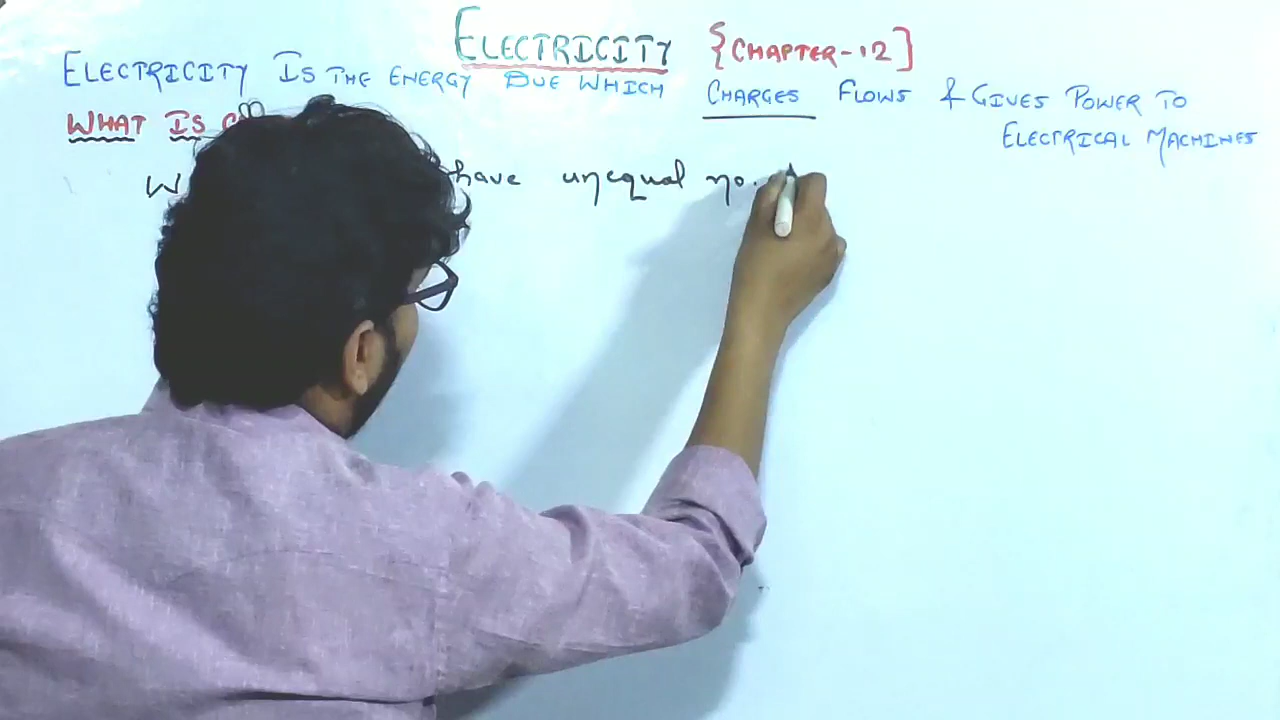 ELECTRICITY {CHAPTER-12]
ELECTRICITY IS THE ENERGY DUE WHICH CHARGES FLOWS & GIVES POWER TO
ELECTRICAL MACHINES
WHAT IS
have unequal no.